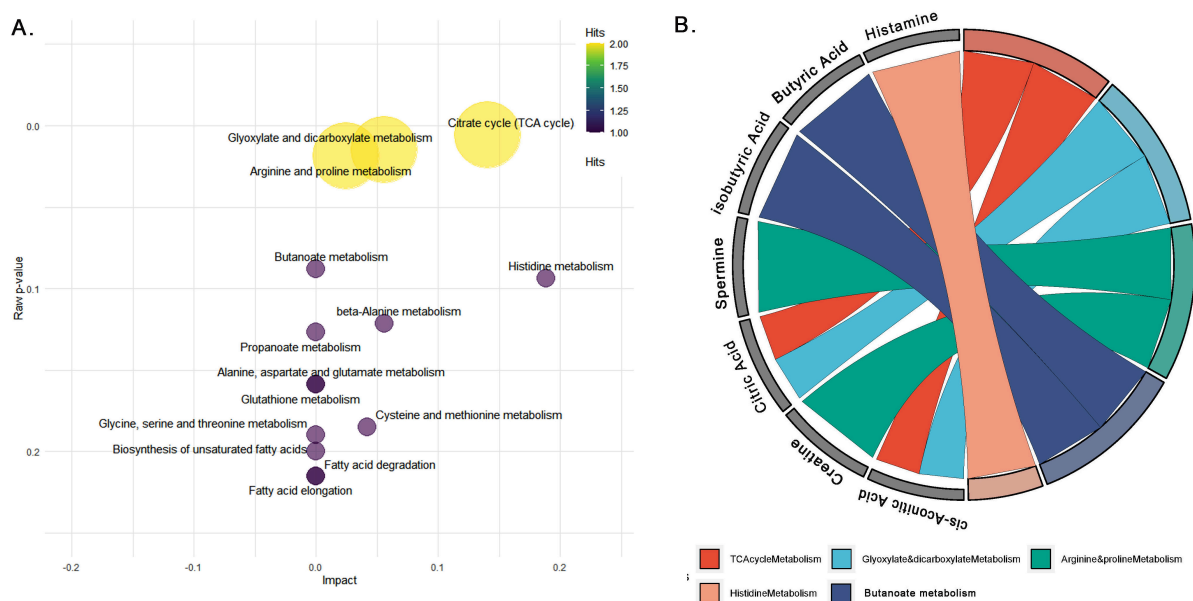 A.
Hits
2.00
1.75
1.50
1.25
1.00
Hits
0.0
0.1
0.2
Raw p-value
Citrate cycle (TCA cycle)
Glyoxylate and dicarboxylate metabolism
Arginine and proline metabolism
Butanoate metabolism
Histidine metabolism
beta-Alanine metabolism
Propanoate metabolism
Alanine, aspartate and glutamate metabolism
Glutathione metabolism
Cysteine and methionine metabolism
Glycine, serine and threonine metabolism
Biosynthesis of unsaturated fatty acids
Fatty acid degradation
Fatty acid elongation
-0.2
-0.1
0.0
0.1
0.2
Impact
B.
Histamine
Butyric Acid
isobutyric Acid
Spermine
Citric Acid
Creatine
cis-Aconitic Acid
TCAcycleMetabolism
Glyoxylate&dicarboxylateMetabolism
Arginine&prolineMetabolism
s
HistidineMetabolism
Butanoate metabolism